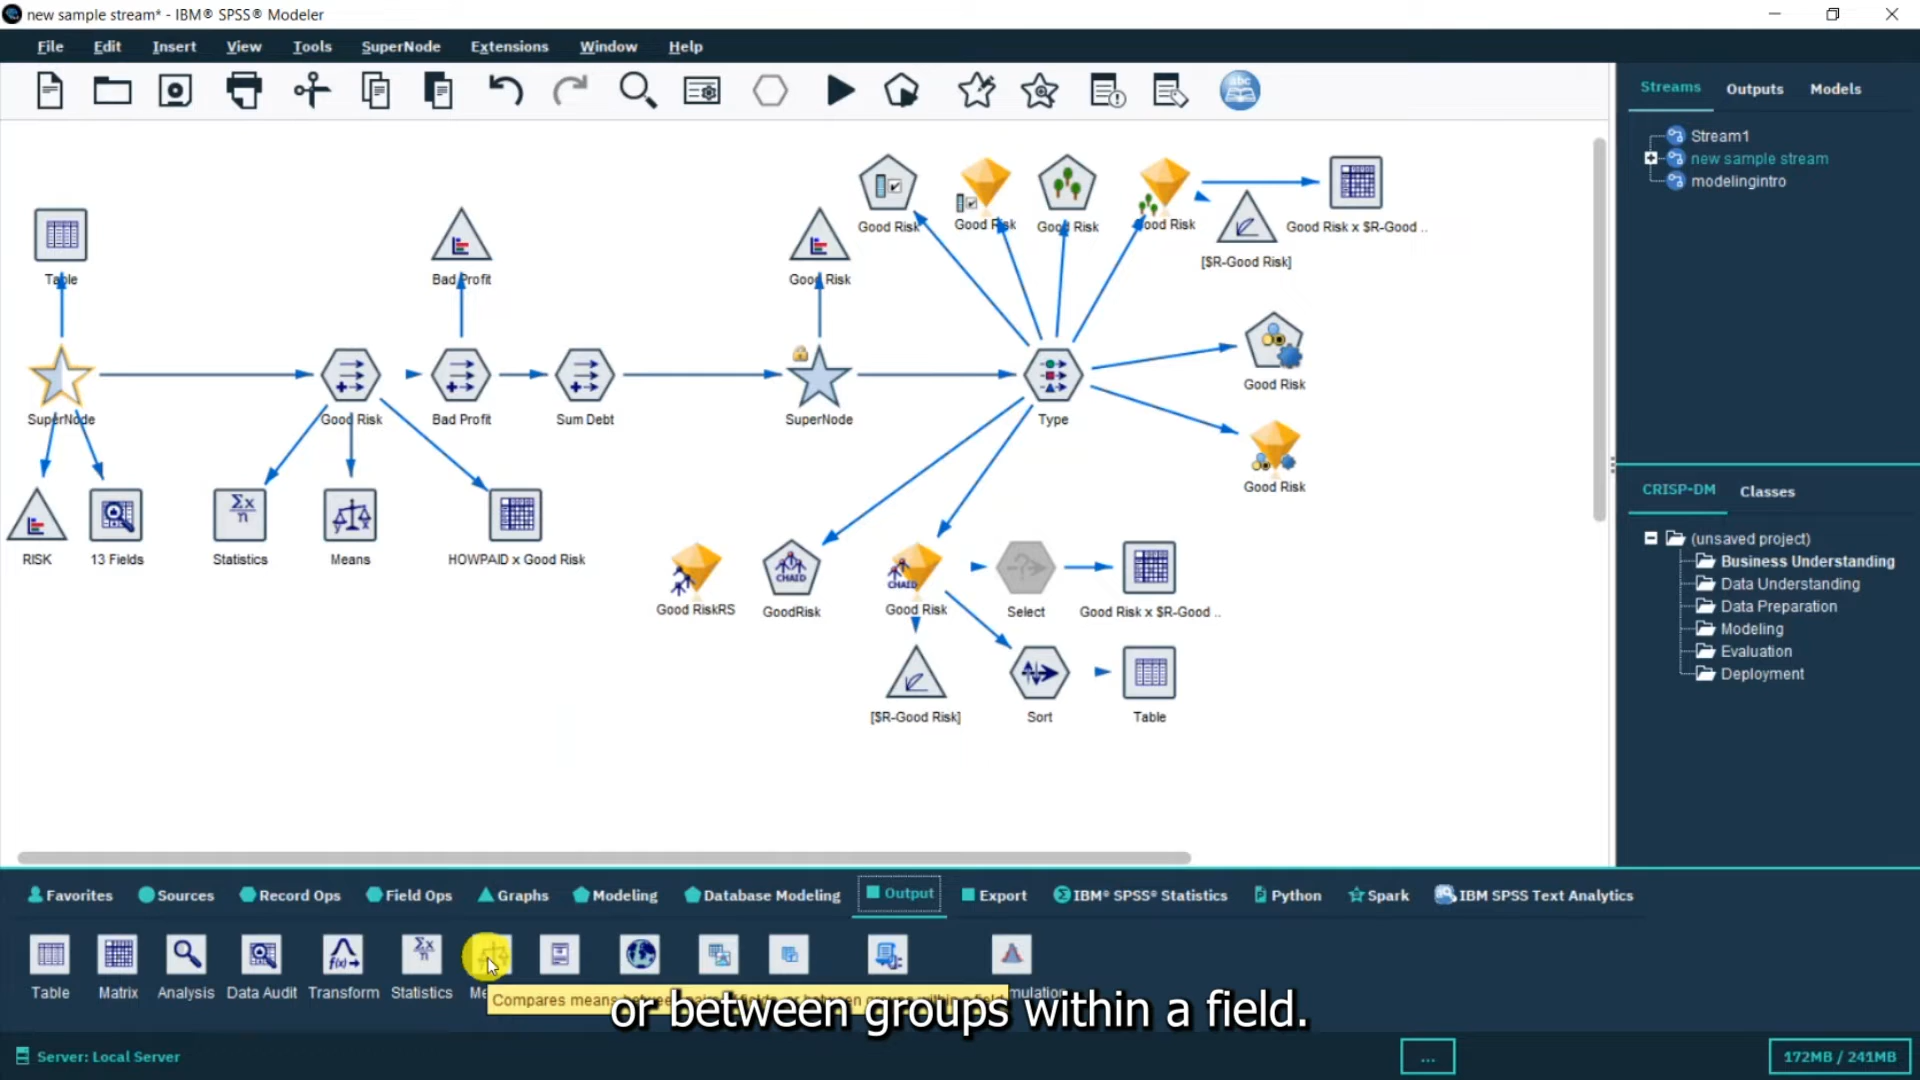 new sample stream* - IBM® SPSS® Modeler
File Edit Insert View Tools SuperNode Extensions Window Help
abc
Streams Outputs Models
Stream1
new sample stream
modelingintro
Table
SuperNode
RISK
13 Fields
Good Risk
Statistics
Means
HOWPAID x Good Risk
Bad Profit
Bad Profit
Sum Debt
Good Risk
SuperNode
Good Risk
Good Risk
Good Risk
Good Risk
[$R-Good Risk]
Good Risk x $R-Good ..
Type
Good Risk
Good Risk
Good RiskRS
CHAID
GoodRisk
CHAID
Good Risk
Select
Good Risk x $R-Good ..
[$R-Good Risk]
Sort
Table
CRISP-DM Classes
(unsaved project)
Business Understanding
Data Understanding
Data Preparation
Modeling
Evaluation
Deployment
Favorites Sources Record Ops Field Ops Graphs Modeling Database Modeling Output Export IBM® SPSS® Statistics Python Spark IBM SPSS Text Analytics
Table Matrix Analysis Data Audit Transform Statistics
Compares means
or between groups within a field.
Server: Local Server
...
172MB / 241MB